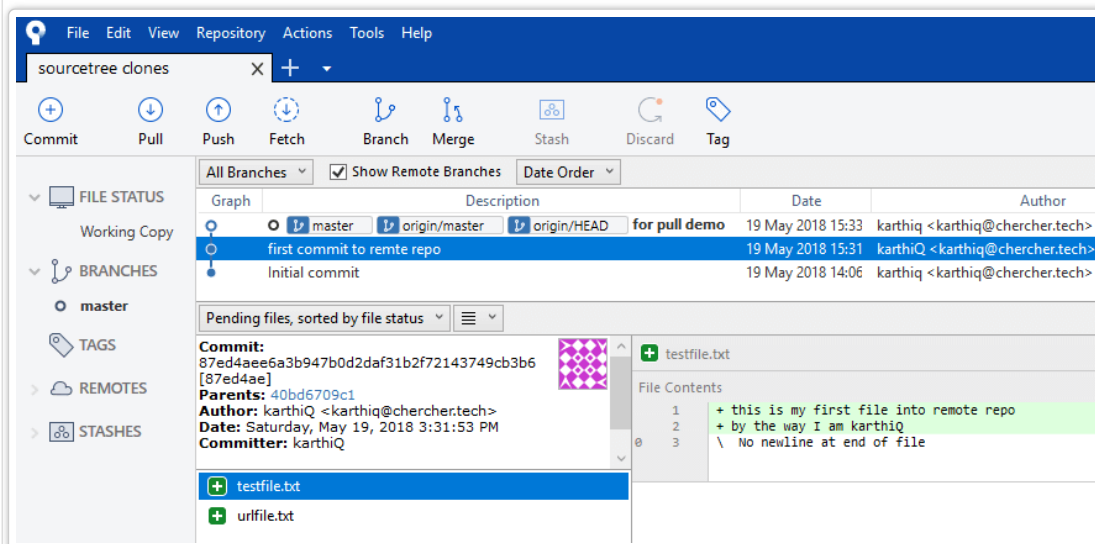 File Edit View Repository Actions Tools Help
sourcetree clones
Commit Pull Push Fetch Branch Merge Stash Discard Tag
All Branches Show Remote Branches Date Order
FILE STATUS
Working Copy
BRANCHES
master
TAGS
REMOTES
STASHES
Graph Description Date Author
master origin/master origin/HEAD for pull demo 19 May 2018 15:33 karthiq <karthiq@chercher.tech>
first commit to remte repo 19 May 2018 15:31 karthiQ <karthiq@chercher.tech>
Initial commit 19 May 2018 14:06 karthiq <karthiq@chercher.tech>
Pending files, sorted by file status
Commit:
87ed4aee6a3b947b0d2daf31b2f72143749cb3b6
[87ed4ae]
Parents: 40bd6709c1
Author: karthiQ <karthiq@chercher.tech>
Date: Saturday, May 19, 2018 3:31:53 PM
Committer: karthiQ
testfile.txt
urlfile.txt
testfile.txt
File Contents
1 + this is my first file into remote repo
2 + by the way I am karthiQ
0 3 \ No newline at end of file